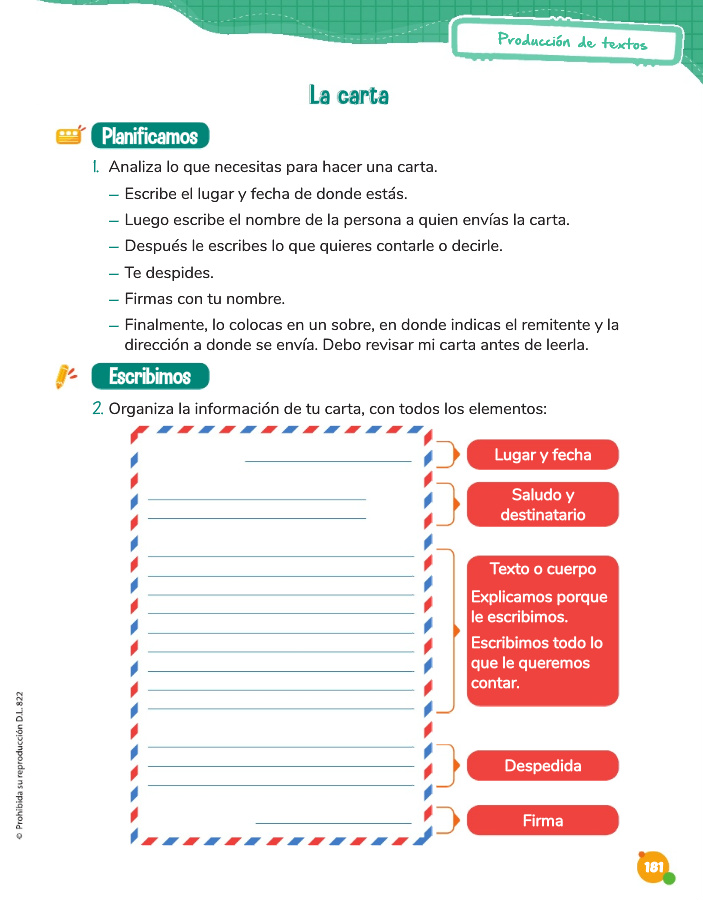 Producción de textos
La carta
Planificamos
1. Analiza lo que necesitas para hacer una carta.
– Escribe el lugar y fecha de donde estás.
– Luego escribe el nombre de la persona a quien envías la carta.
– Después le escribes lo que quieres contarle o decirle.
– Te despides.
– Firmas con tu nombre.
– Finalmente, lo colocas en un sobre, en donde indicas el remitente y la
dirección a donde se envía. Debo revisar mi carta antes de leerla.
Escribimos
2. Organiza la información de tu carta, con todos los elementos:
Lugar y fecha
Saludo y
destinatario
Texto o cuerpo
Explicamos porque
le escribimos.
Escribimos todo lo
que le queremos
contar.
Despedida
Firma
© Prohibida su reproducción D.L. 822
181